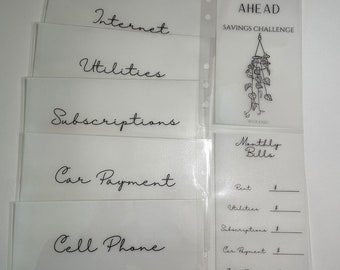 Internet
Utilities
Subscriptions
Car Payment
Cell Phone
AHEAD
SAVINGS CHALLENGE
Monthly
Bills
Rent $
Utilities $
Subscriptions $
Car Payment $